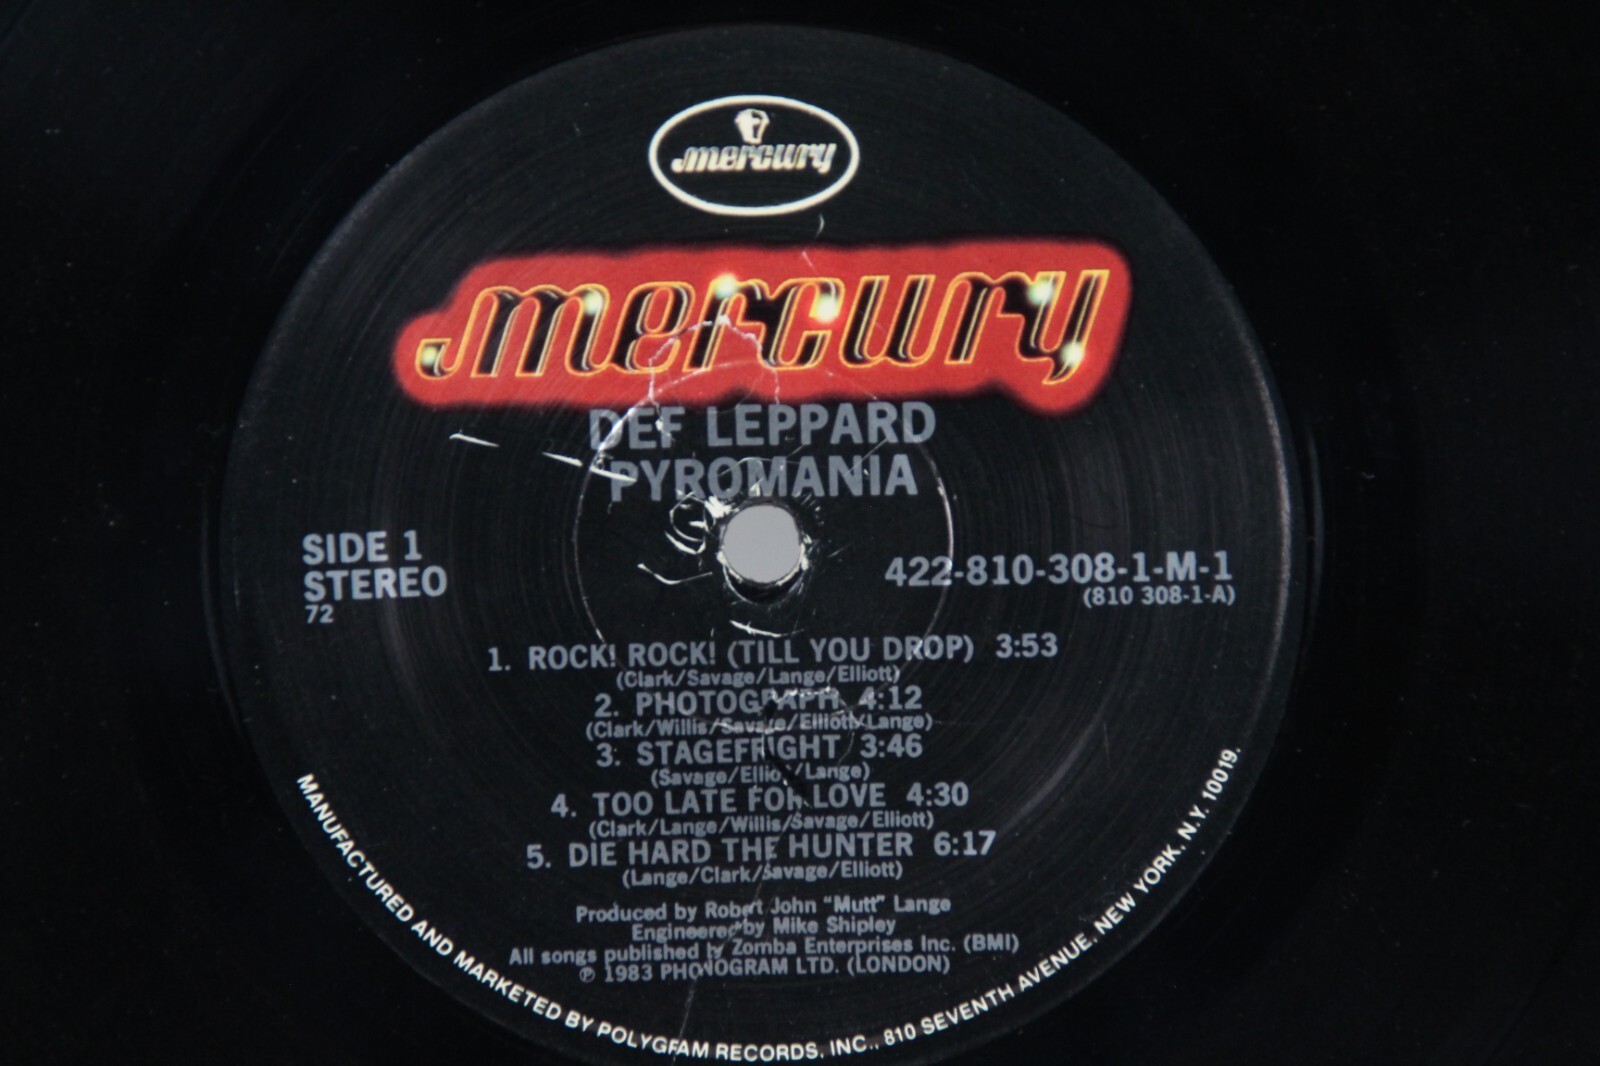 mercury
mercury
DEF LEPPARD
PYROMANIA
SIDE 1
STEREO
72
422-810-308-1-M-1
(810 308-1-A)
1. ROCK! ROCK! (TILL YOU DROP) 3:53
(Clark/Savage/Lange/Elliott)
2. PHOTOGRAPH 4:12
(Clark/Willis/Savage/Elliott/Lange)
3. STAGEFRIGHT 3:46
(Savage/Elliott/Lange)
4. TOO LATE FOR LOVE 4:30
(Clark/Lange/Willis/Savage/Elliott)
5. DIE HARD THE HUNTER 6:17
(Lange/Clark/Savage/Elliott)
Produced by Robert John "Mutt" Lange
Engineered by Mike Shipley
All songs published by Zomba Enterprises Inc. (BMI)
℗ 1983 PHONOGRAM LTD. (LONDON)
MANUFACTURED AND MARKETED BY POLYGRAM RECORDS, INC., 810 SEVENTH AVENUE, NEW YORK, N.Y. 10019.